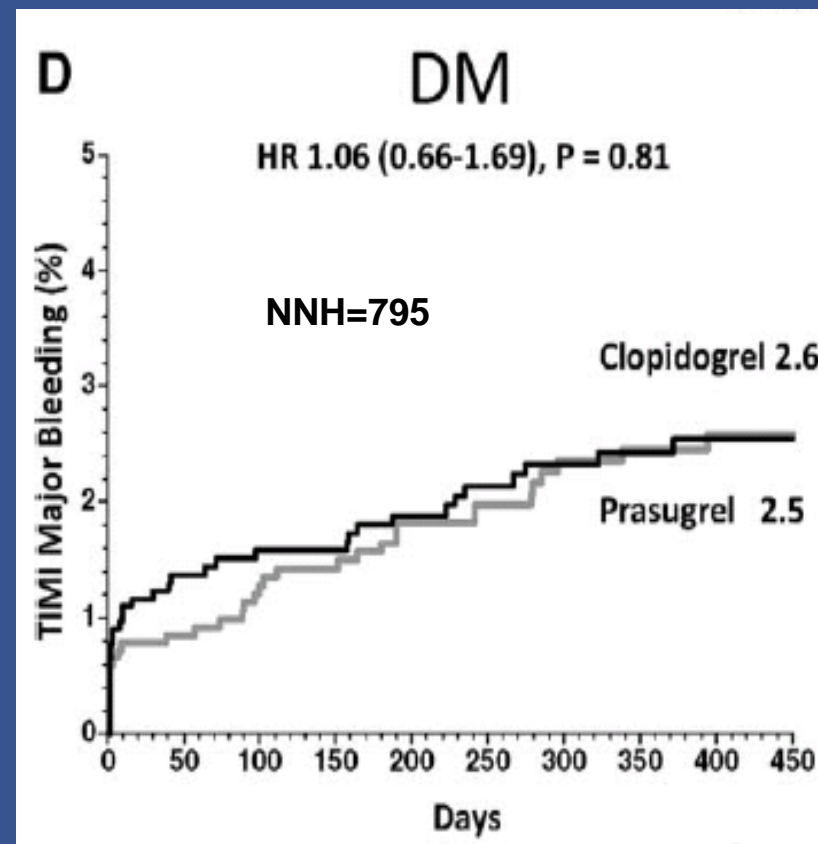 D
DM
HR 1.06 (0.66-1.69), P = 0.81
NNH=795
Clopidogrel 2.6
Prasugrel 2.5
TIMI Major Bleeding (%)
5
4
3
2
1
0
0 50 100 150 200 250 300 350 400 450
Days